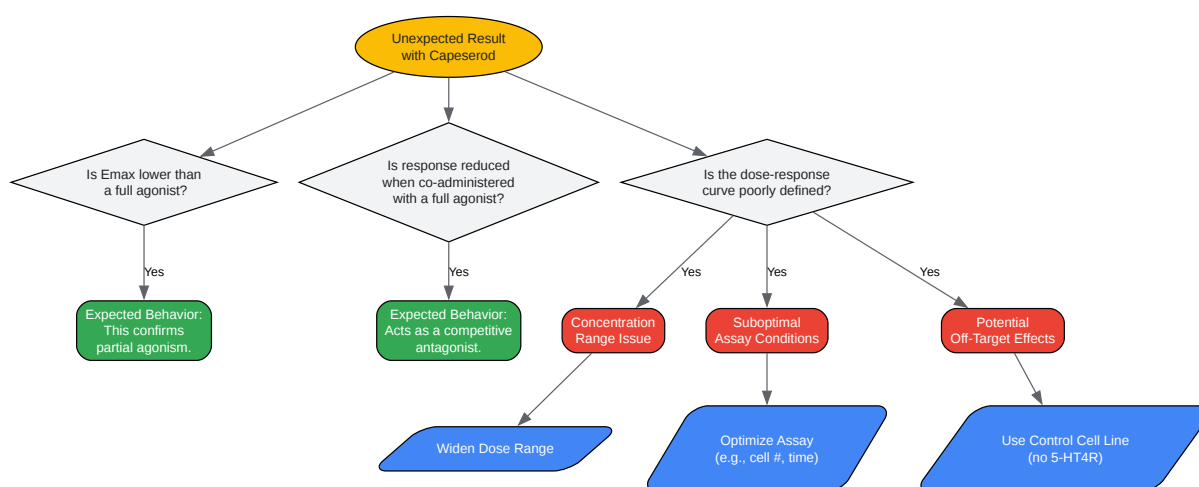 Unexpected Result
with Capeserod
Is Emax lower than
a full agonist?
Is response reduced
when co-administered
with a full agonist?
Is the dose-response
curve poorly defined?
Yes
Yes
Yes
Yes
Yes
Expected Behavior:
This confirms
partial agonism.
Expected Behavior:
Acts as a competitive
antagonist.
Concentration
Range Issue
Suboptimal
Assay Conditions
Potential
Off-Target Effects
Widen Dose Range
Optimize Assay
(e.g., cell #, time)
Use Control Cell Line
(no 5-HT4R)